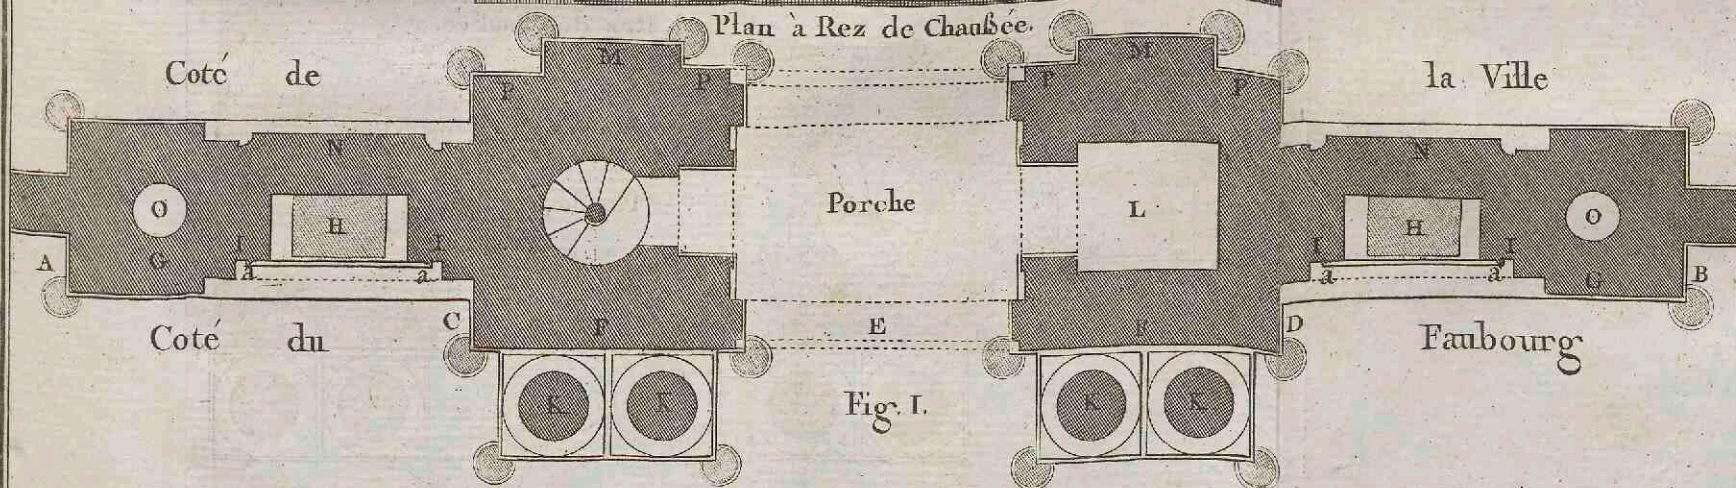 Plan à Rez de Chaußée.
Coté de la Ville
M M
P P P P
N N
O H Porche L H O
I I I I
A G a a a a G B
C F E F D
Coté du Faubourg
K K Fig. I. K K